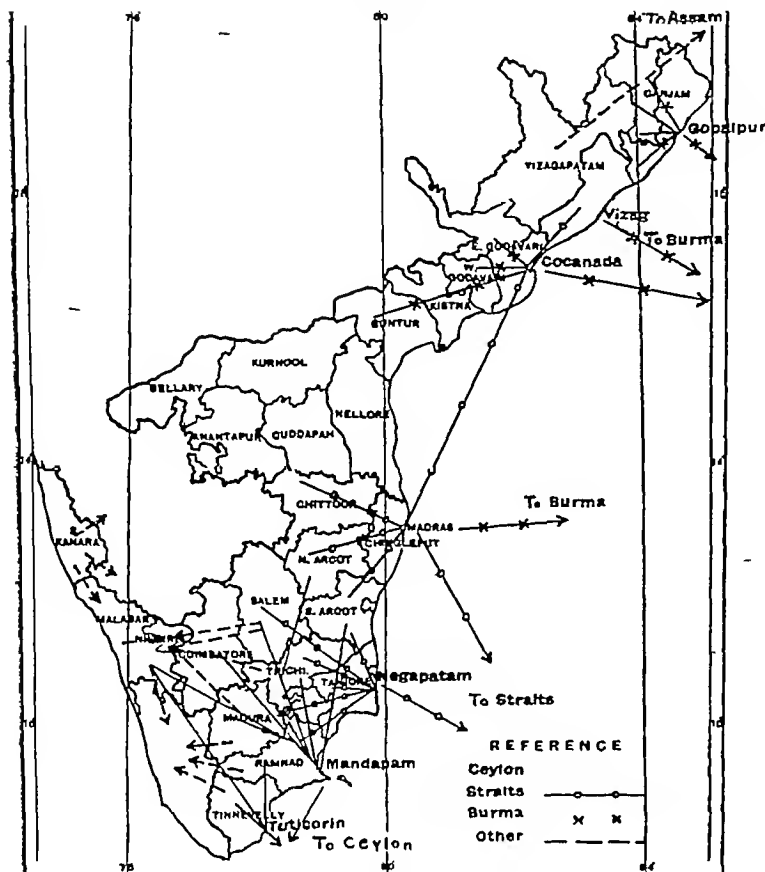 76
80
84
To Assam
GANJAM
Gopalpur
VIZAGAPATAM
Vizag
To Burma
E. GODAVARI
Cocanada
W. GODAVARI
KISTNA
GUNTUR
KURNOOL
BELLARY
NELLORE
ANANTAPUR
CUDDAPAH
CHITTOOR
To Burma
MADRAS
CHINGLEPUT
S. KANARA
N. ARCOT
SALEM
S. ARCOT
MALABAR
NILGIRI
COIMBATORE
TRICHI.
TANJORE
Negapatam
To Straits
MADURA
REFERENCE
RAMNAD
Mandapam
Ceylon
Straits
TINNEVELLY
Burma
Tuticorin
Other
To Ceylon
80